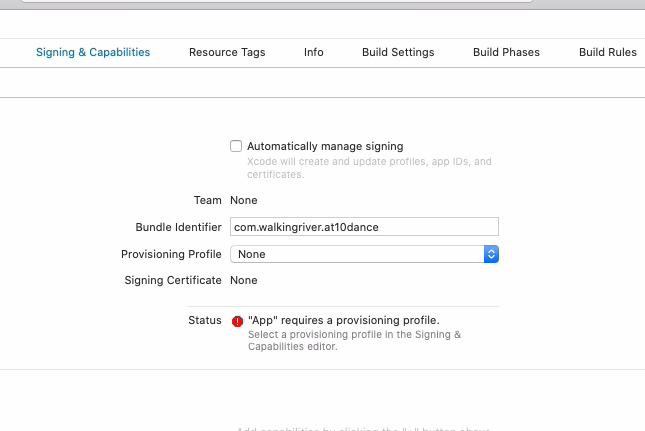 Signing & Capabilities Resource Tags Info Build Settings Build Phases Build Rules
Automatically manage signing
Xcode will create and update profiles, app IDs, and
certificates.
Team None
Bundle Identifier com.walkingriver.at10dance
Provisioning Profile None
Signing Certificate None
Status "App" requires a provisioning profile.
Select a provisioning profile in the Signing &
Capabilities editor.
Add capabilities by clicking the "+" button above.